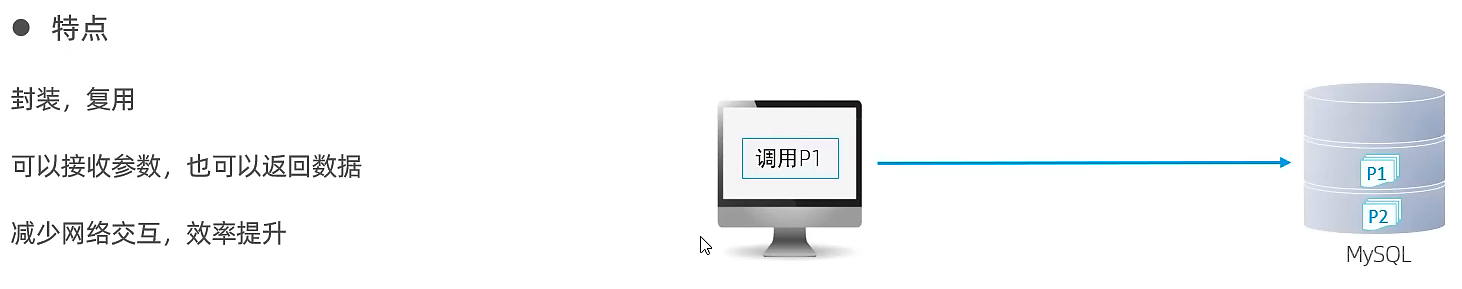 ● 特点
封装，复用
可以接收参数，也可以返回数据
减少网络交互，效率提升
调用P1
P1
P2
MySQL